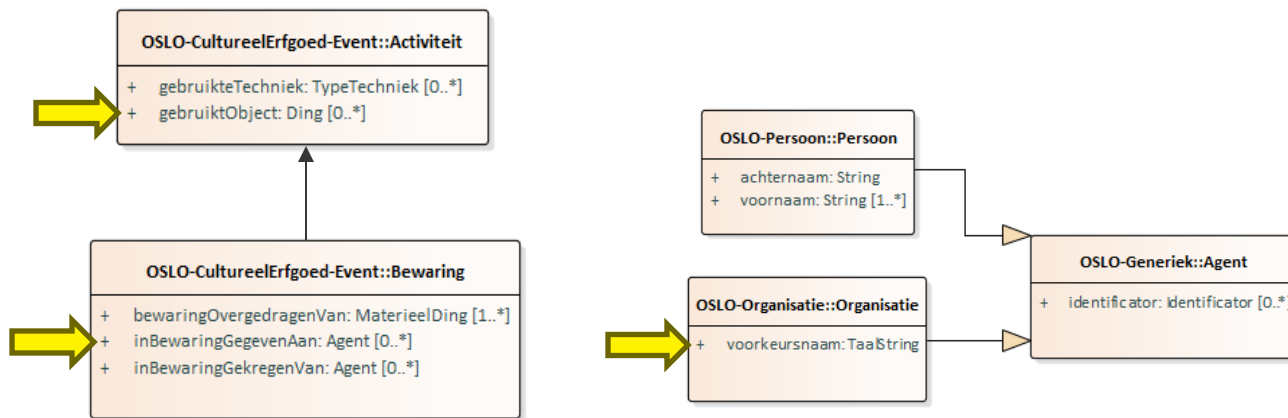 OSLO-CultureelErfgoed-Event::Activiteit
+ gebruikteTechniek: TypeTechniek [0..*]
+ gebruiktObject: Ding [0..*]
OSLO-CultureelErfgoed-Event::Bewaring
+ bewaringOvergedragenVan: MaterieelDing [1..*]
+ inBewaringGegevenAan: Agent [0..*]
+ inBewaringGekregenVan: Agent [0..*]
OSLO-Persoon::Persoon
+ achternaam: String
+ voornaam: String [1..*]
OSLO-Organisatie::Organisatie
+ voorkeursnaam: TaalString
OSLO-Generiek::Agent
+ identificator: Identificator [0..*]